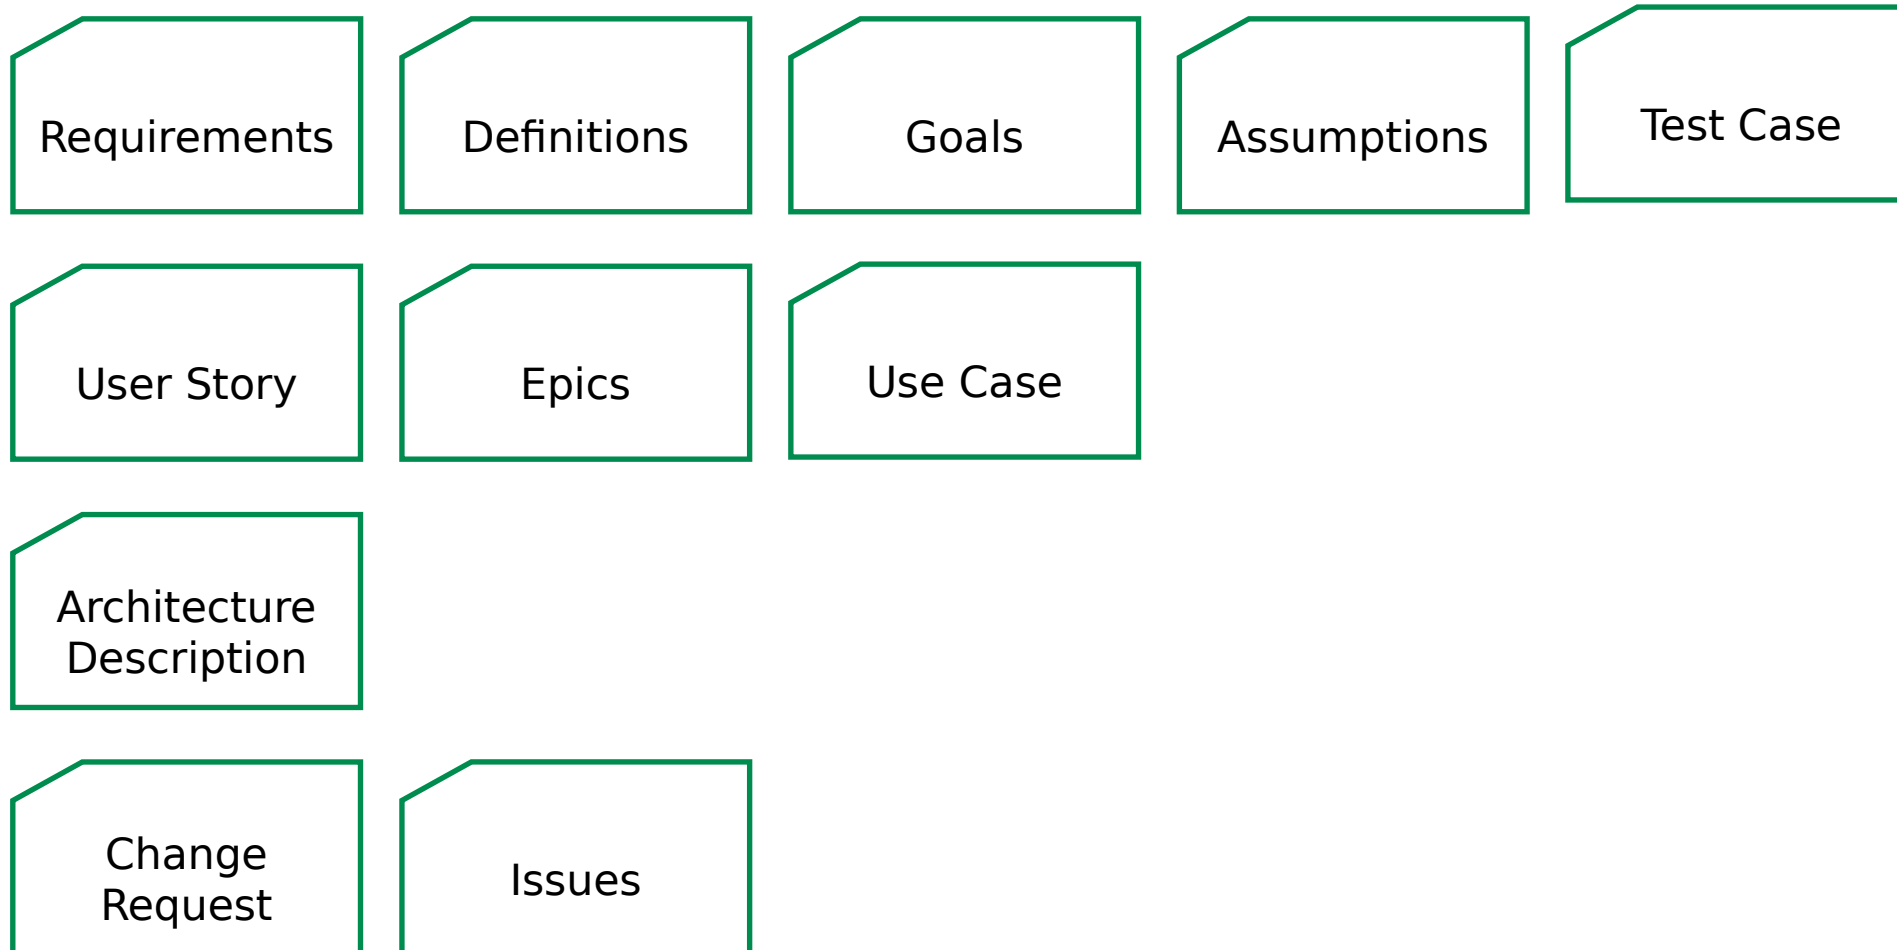 Requirements
Definitions
Goals
Assumptions
Test Case
User Story
Epics
Use Case
Architecture
Description
Change
Request
Issues